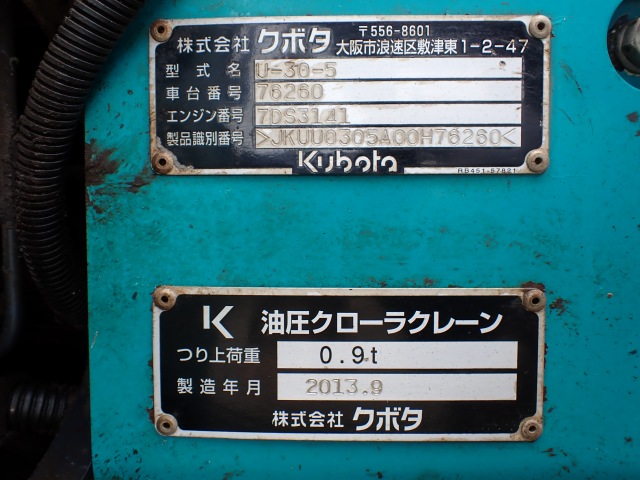 株式会社 クボタ 〒556-8601
大阪市浪速区敷津東1-2-47
型式名 U-30-5
車台番号 76260
エンジン番号 7DS3141
製品識別番号 >JKUU0305A00H76260<
Kubota
RB451-57821
K 油圧クローラクレーン
つり上荷重 0.9t
製造年月 2013.9
株式会社 クボタ